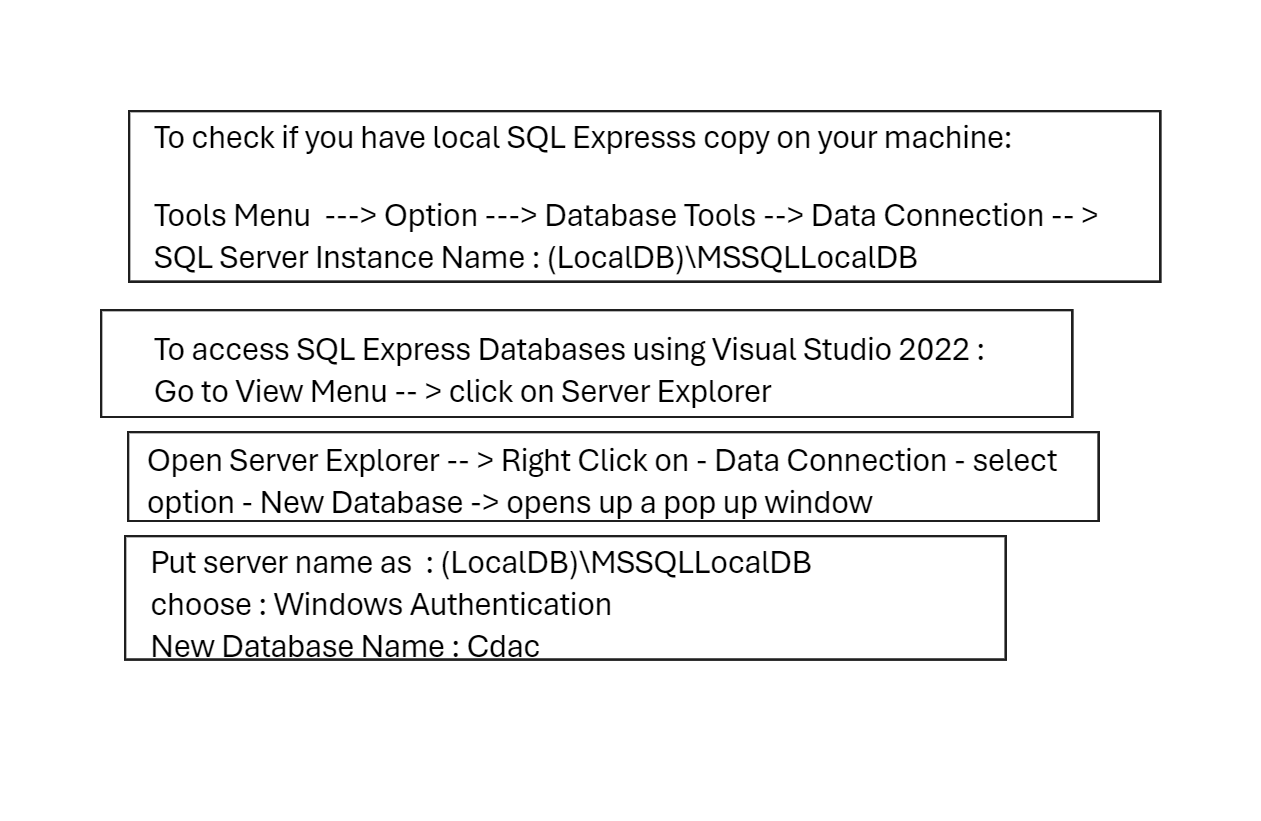 To check if you have local SQL Expresss copy on your machine:
Tools Menu  ---> Option ---> Database Tools --> Data Connection -- >
SQL Server Instance Name : (LocalDB)\MSSQLLocalDB
To access SQL Express Databases using Visual Studio 2022 :
Go to View Menu -- > click on Server Explorer
Open Server Explorer -- > Right Click on - Data Connection - select
option - New Database -> opens up a pop up window
Put server name as  : (LocalDB)\MSSQLLocalDB
choose : Windows Authentication
New Database Name : Cdac